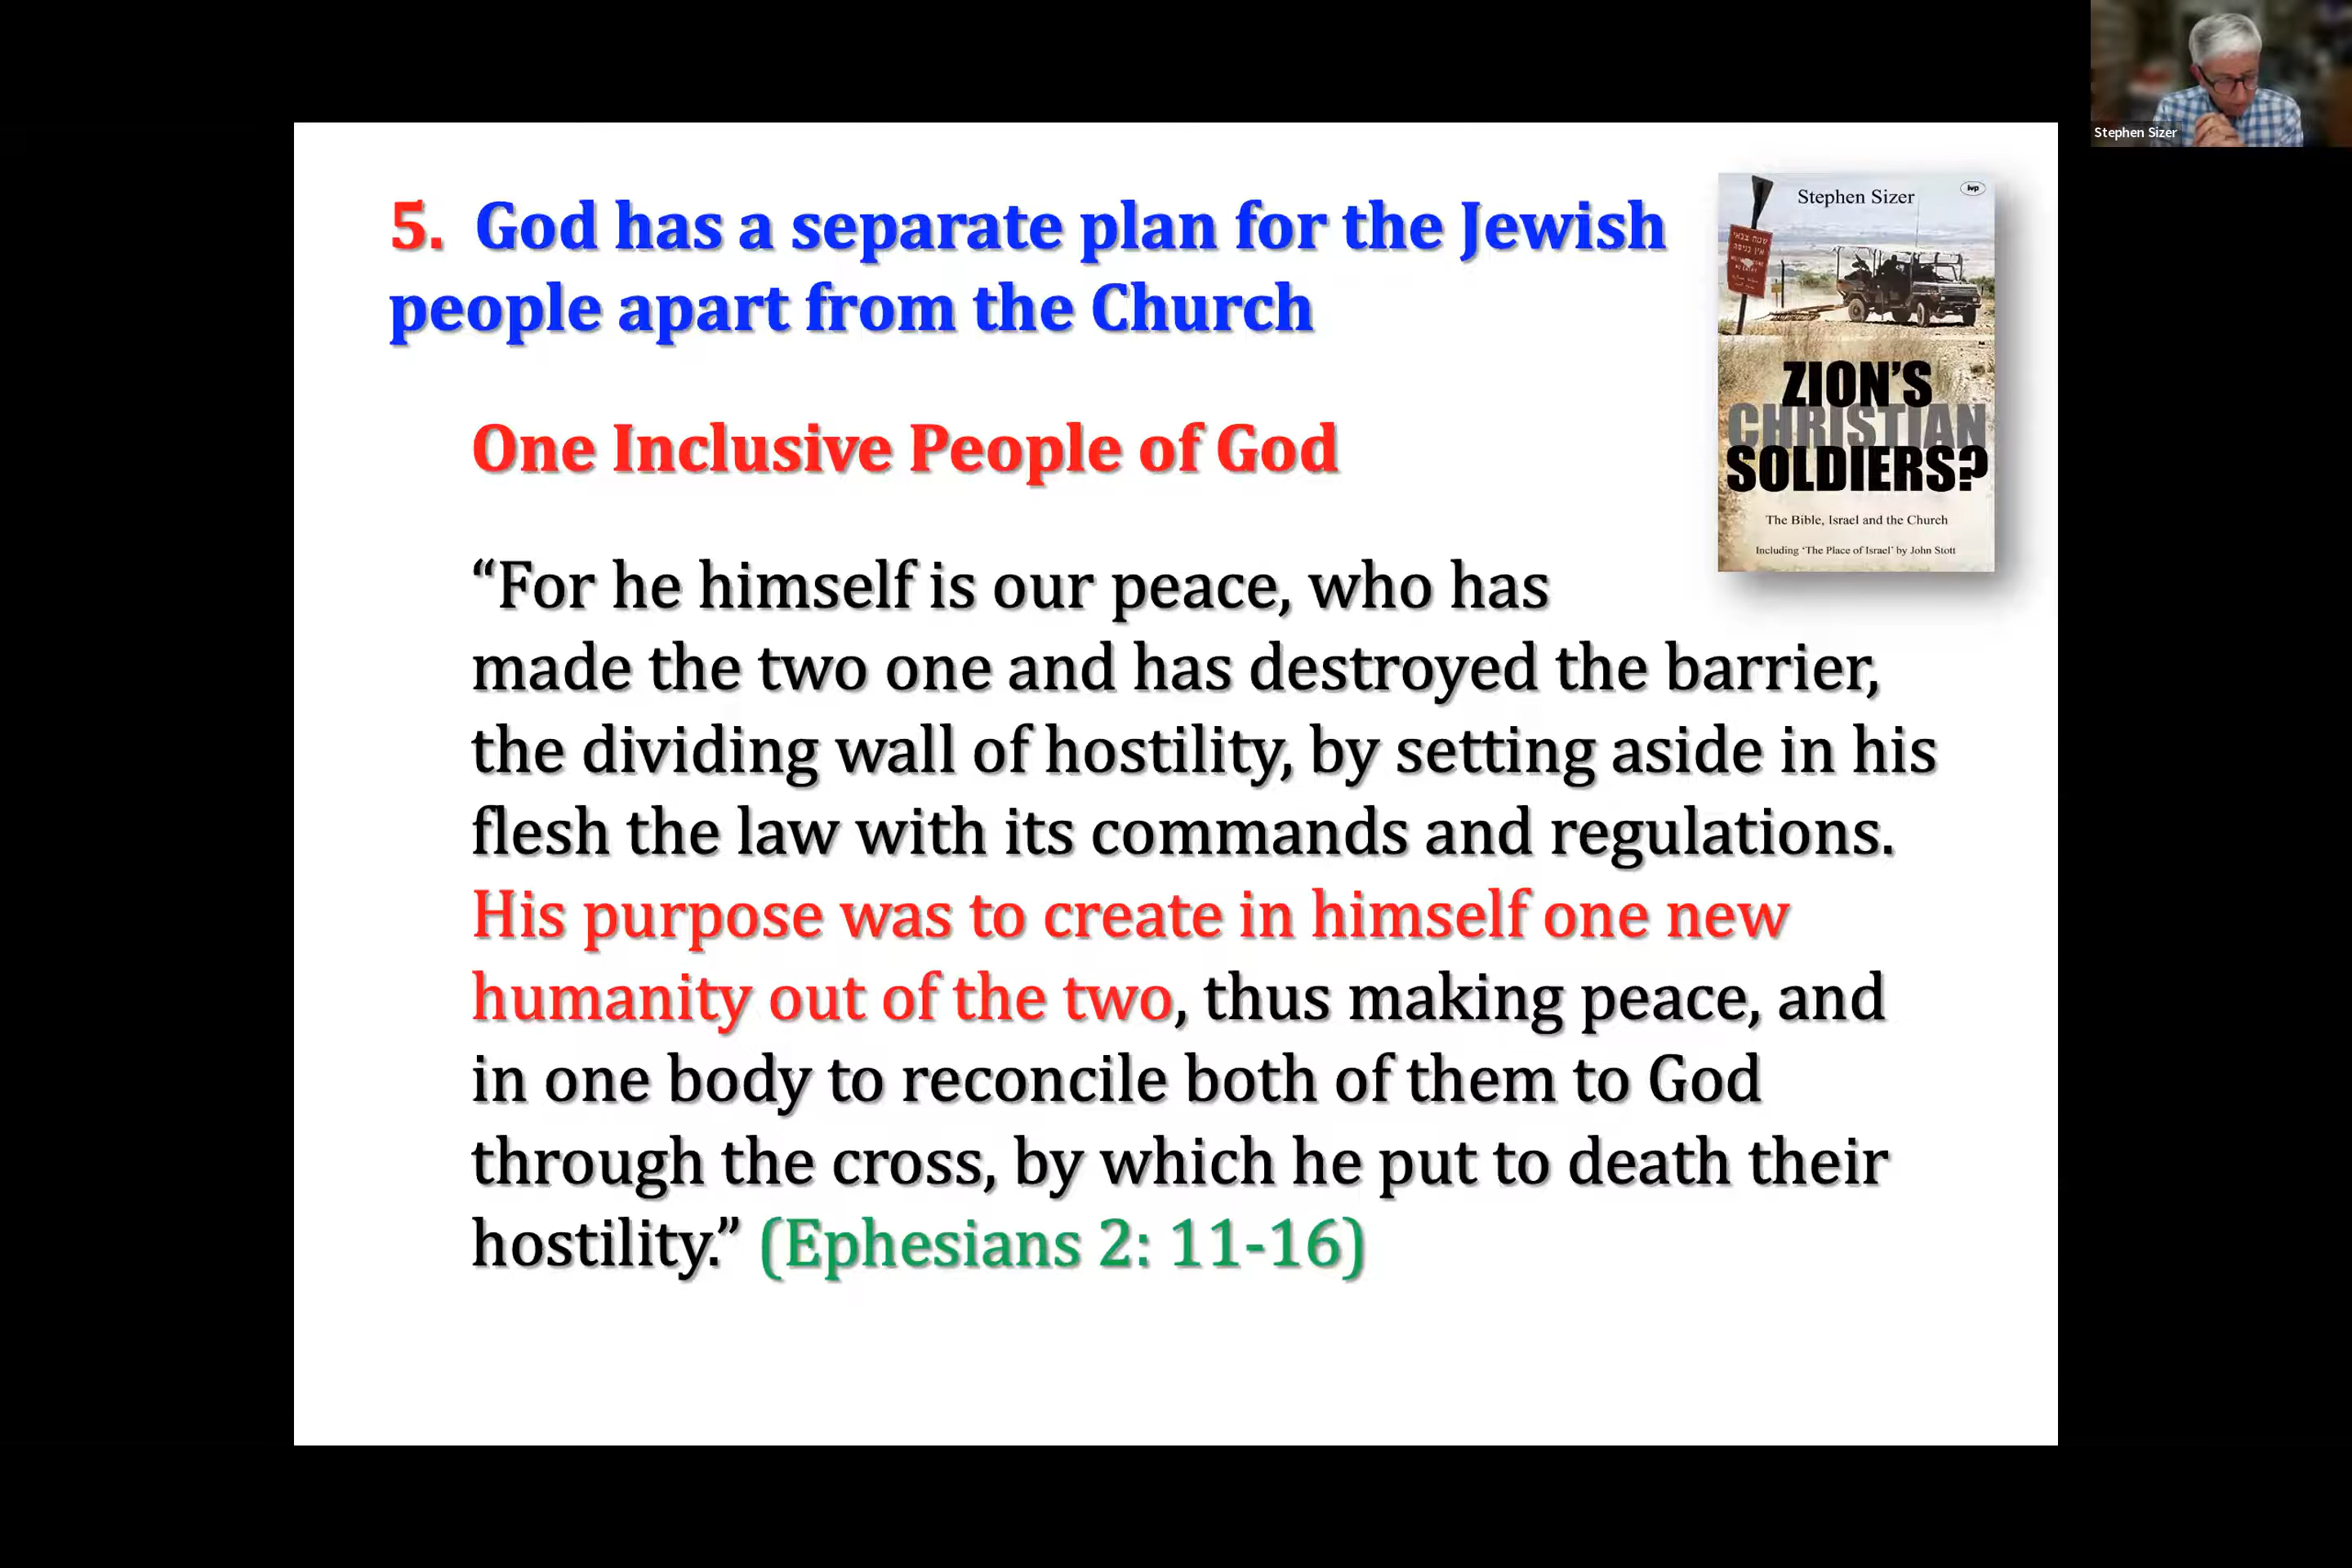 Stephen Sizer
5. God has a separate plan for the Jewish
people apart from the Church
One Inclusive People of God
“For he himself is our peace, who has
made the two one and has destroyed the barrier,
the dividing wall of hostility, by setting aside in his
flesh the law with its commands and regulations.
His purpose was to create in himself one new
humanity out of the two, thus making peace, and
in one body to reconcile both of them to God
through the cross, by which he put to death their
hostility.” (Ephesians 2: 11-16)
Stephen Sizer
ivp
ZION’S
CHRISTIAN
SOLDIERS?
The Bible, Israel and the Church
Including ‘The Place of Israel’ by John Stott